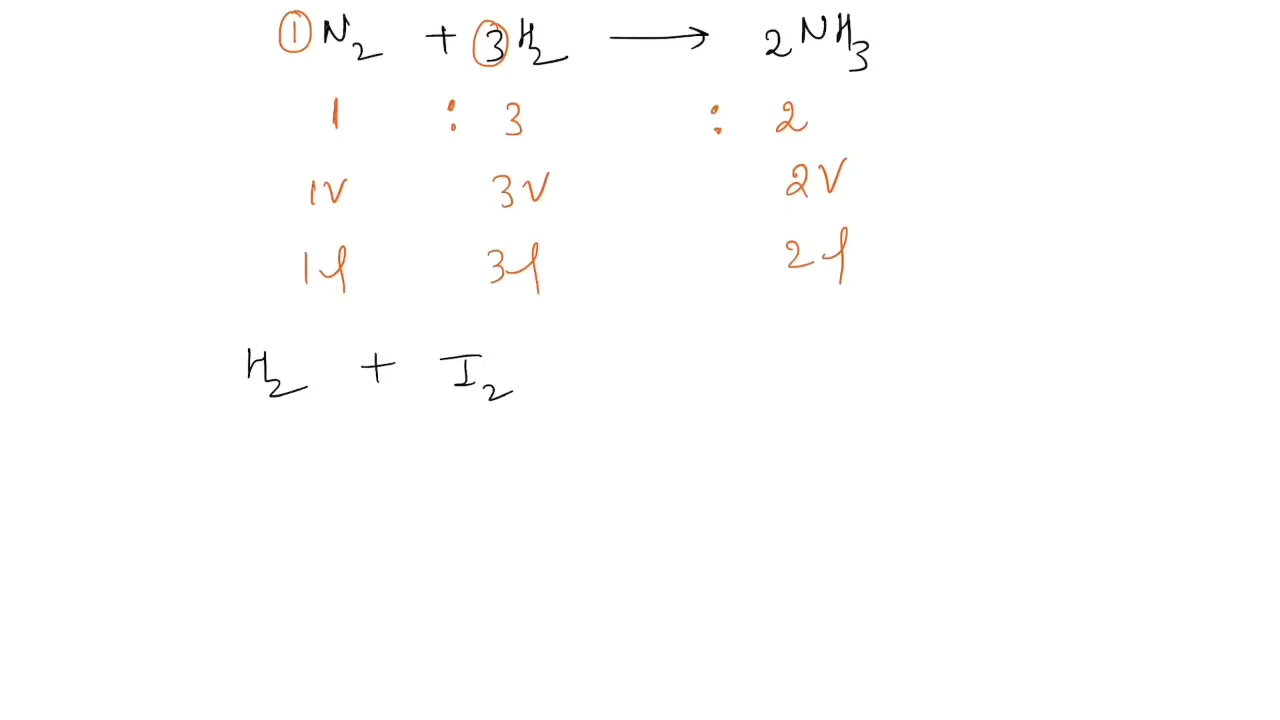 1 N₂ + 3 H₂ → 2 NH₃
1 : 3 : 2
1V 3V 2V
1l 3l 2l
H₂ + I₂